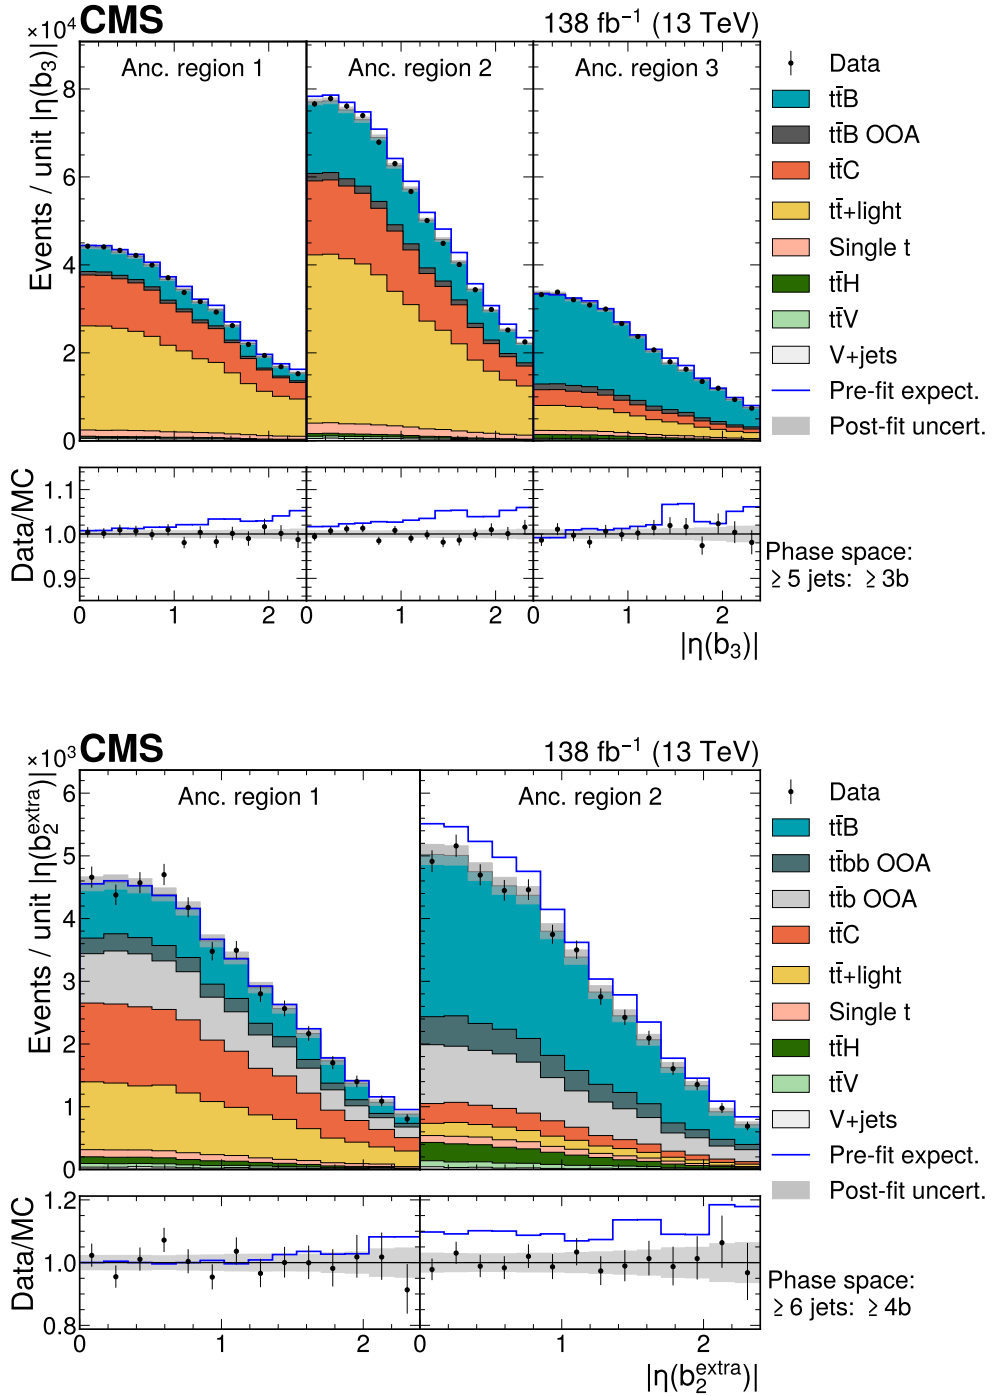 CMS 138 fb⁻¹ (13 TeV)
×10⁴
Events / unit |η(b₃)|
Anc. region 1 Anc. region 2 Anc. region 3
8
6
4
2
0
Data
tt̄B
tt̄B OOA
tt̄C
tt̄+light
Single t
tt̄H
tt̄V
V+jets
Pre-fit expect.
Post-fit uncert.
Data/MC
1.1
1.0
0.9
0 1 2 0 1 2 0 1 2
|η(b₃)|
Phase space:
≥ 5 jets: ≥ 3b
CMS 138 fb⁻¹ (13 TeV)
×10³
Events / unit |η(b₂ᵉˣᵗʳᵃ)|
Anc. region 1 Anc. region 2
6
5
4
3
2
1
0
Data
tt̄B
tt̄bb OOA
tt̄b OOA
tt̄C
tt̄+light
Single t
tt̄H
tt̄V
V+jets
Pre-fit expect.
Post-fit uncert.
Data/MC
1.2
1.0
0.8
0 1 2 0 1 2
|η(b₂ᵉˣᵗʳᵃ)|
Phase space:
≥ 6 jets: ≥ 4b